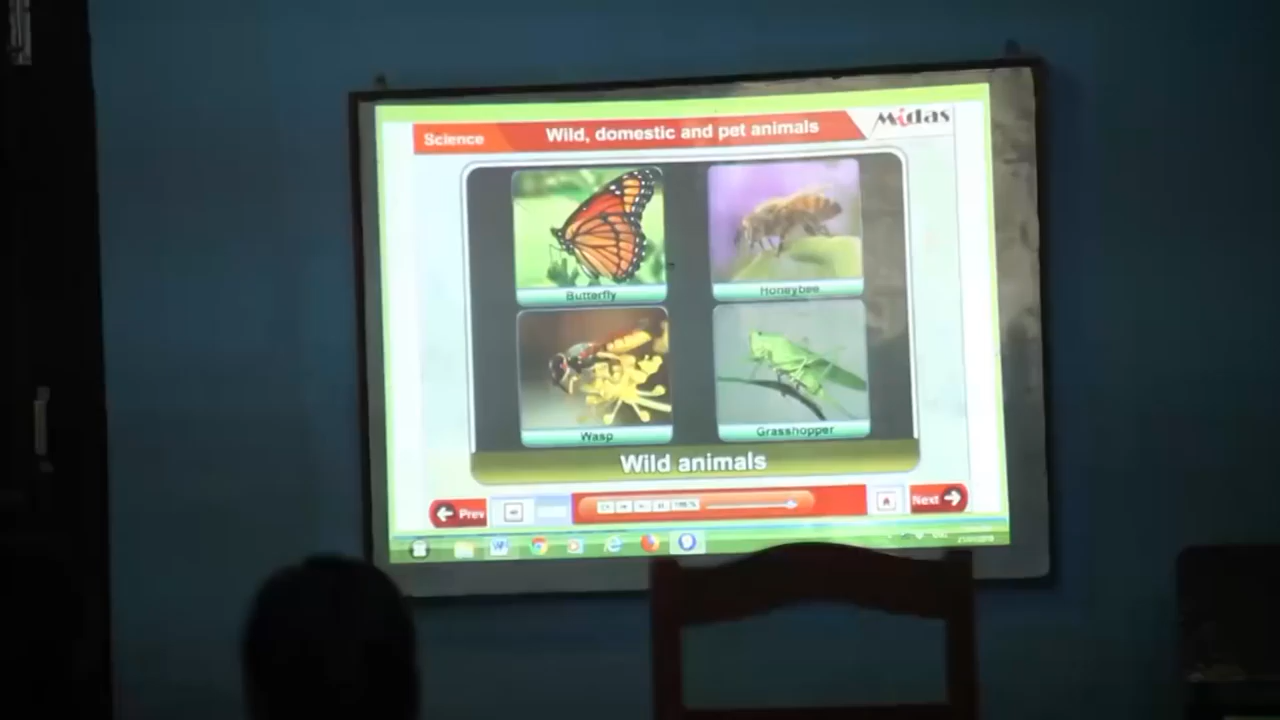 Science
Wild, domestic and pet animals
Midas
Butterfly
Honeybee
Wasp
Grasshopper
Wild animals
Prev
Next